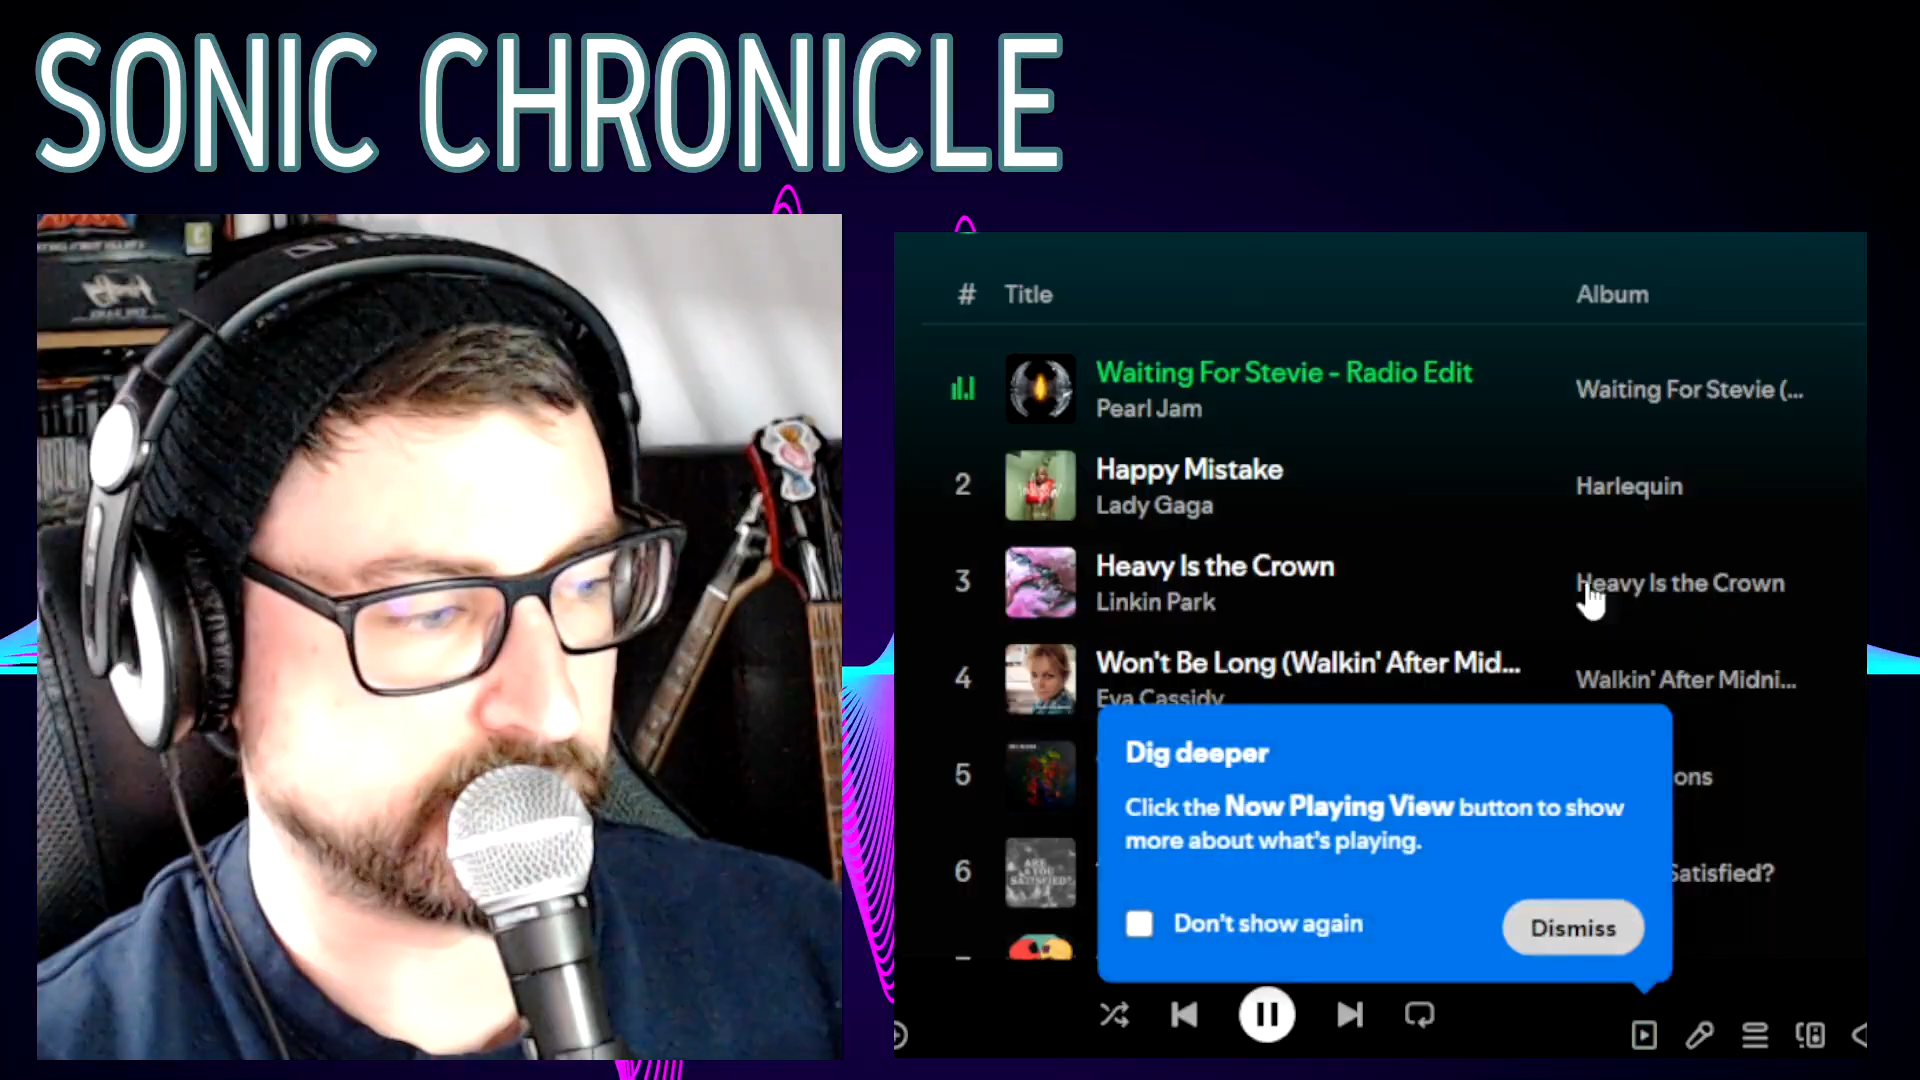 SONIC CHRONICLE
# Title Album
Waiting For Stevie - Radio Edit
Pearl Jam
Waiting For Stevie (...
2
Happy Mistake
Lady Gaga
Harlequin
3
Heavy Is the Crown
Linkin Park
Heavy Is the Crown
4
Won't Be Long (Walkin' After Mid...
Eva Cassidy
Walkin' After Midni...
5
ons
6
ARE
YOU
SATISFIED?
Satisfied?
Dig deeper
Click the Now Playing View button to show
more about what's playing.
Don't show again
Dismiss